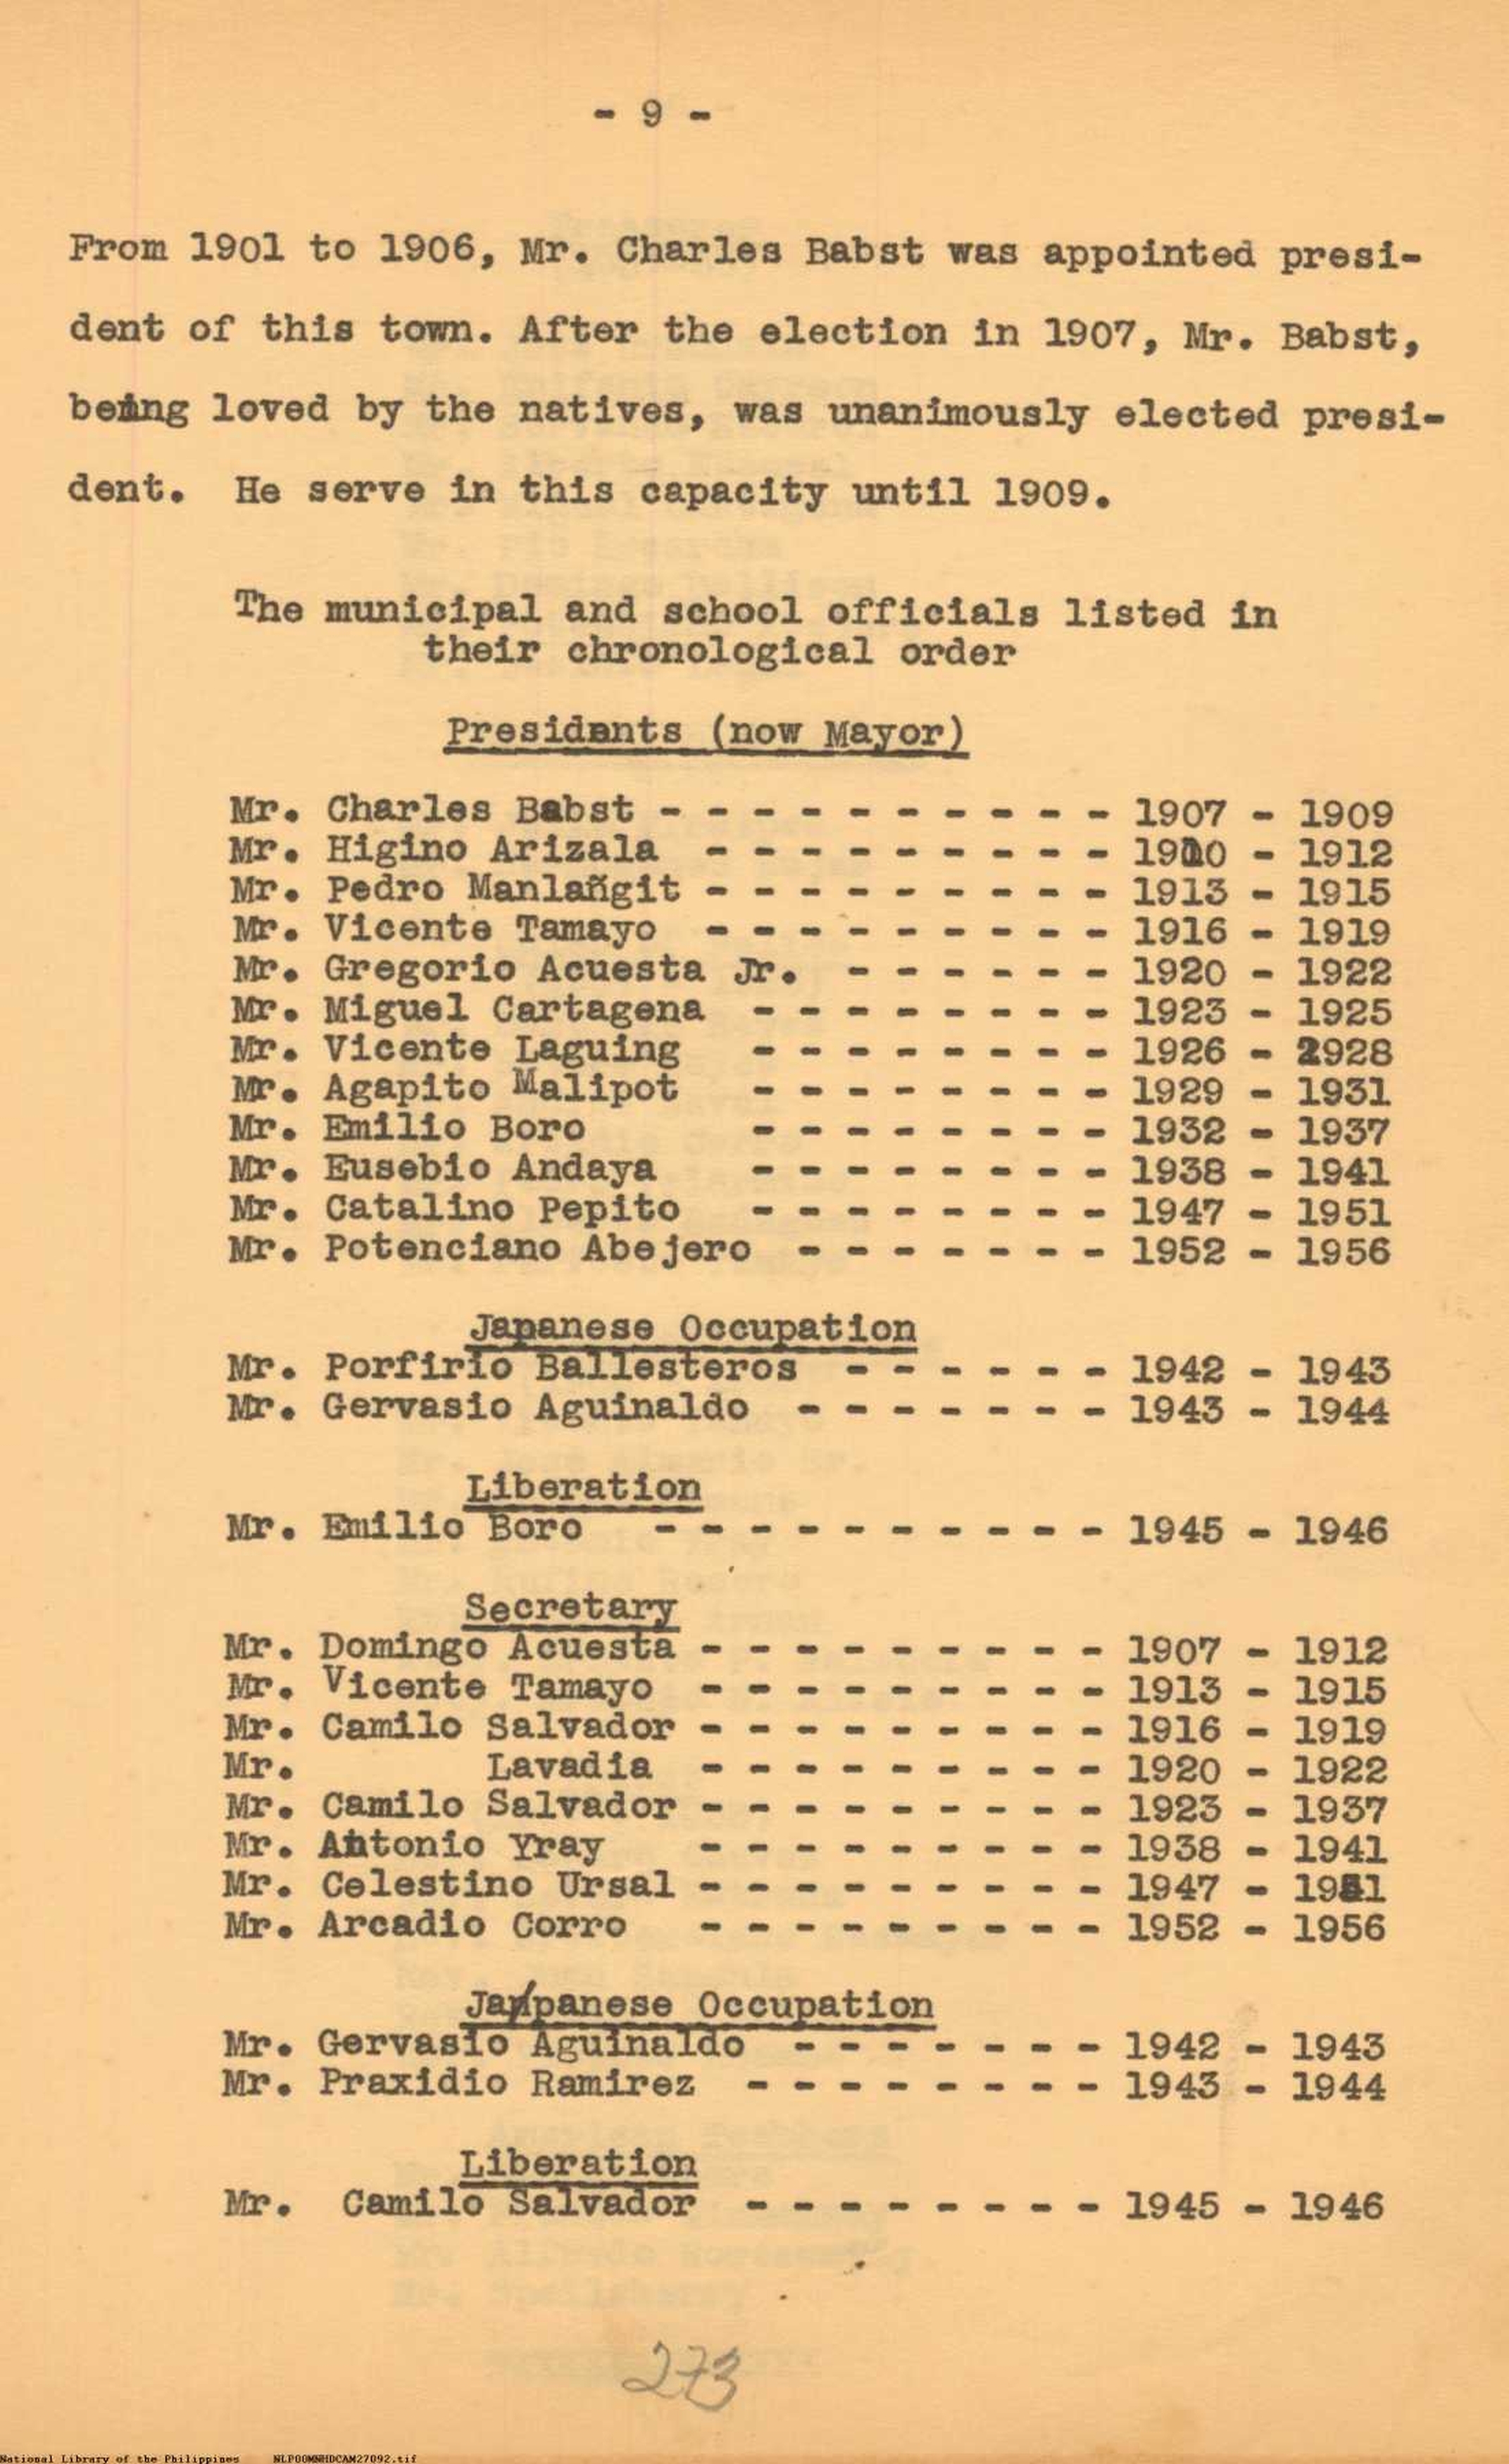 - 9 -
From 1901 to 1906, Mr. Charles Babst was appointed presi-
dent of this town. After the election in 1907, Mr. Babst,
being loved by the natives, was unanimously elected presi-
dent. He serve in this capacity until 1909.
The municipal and school officials listed in
their chronological order
Presidents (now Mayor)
Mr. Charles Babst - - - - - - - - - - 1907 - 1909
Mr. Higino Arizala - - - - - - - - - 1910 - 1912
Mr. Pedro Manlañgit - - - - - - - - - 1913 - 1915
Mr. Vicente Tamayo - - - - - - - - - 1916 - 1919
Mr. Gregorio Acuesta Jr. - - - - - - 1920 - 1922
Mr. Miguel Cartagena - - - - - - - - 1923 - 1925
Mr. Vicente Laguing - - - - - - - - 1926 - 1928
Mr. Agapito Malipot - - - - - - - - 1929 - 1931
Mr. Emilio Boro - - - - - - - - 1932 - 1937
Mr. Eusebio Andaya - - - - - - - - 1938 - 1941
Mr. Catalino Pepito - - - - - - - - 1947 - 1951
Mr. Potenciano Abejero - - - - - - - 1952 - 1956
Japanese Occupation
Mr. Porfirio Ballesteros - - - - - - 1942 - 1943
Mr. Gervasio Aguinaldo - - - - - - - 1943 - 1944
Liberation
Mr. Emilio Boro - - - - - - - - - - 1945 - 1946
Secretary
Mr. Domingo Acuesta - - - - - - - - - 1907 - 1912
Mr. Vicente Tamayo - - - - - - - - - 1913 - 1915
Mr. Camilo Salvador - - - - - - - - - 1916 - 1919
Mr. Lavadia - - - - - - - - - 1920 - 1922
Mr. Camilo Salvador - - - - - - - - - 1923 - 1937
Mr. Antonio Yray - - - - - - - - - 1938 - 1941
Mr. Celestino Ursal - - - - - - - - - 1947 - 1951
Mr. Arcadio Corro - - - - - - - - - 1952 - 1956
Jap/panese Occupation
Mr. Gervasio Aguinaldo - - - - - - - 1942 - 1943
Mr. Praxidio Ramirez - - - - - - - - 1943 - 1944
Liberation
Mr. Camilo Salvador - - - - - - - - 1945 - 1946
273
National Library of the Philippines NLP00MNHDCAM27092.tif